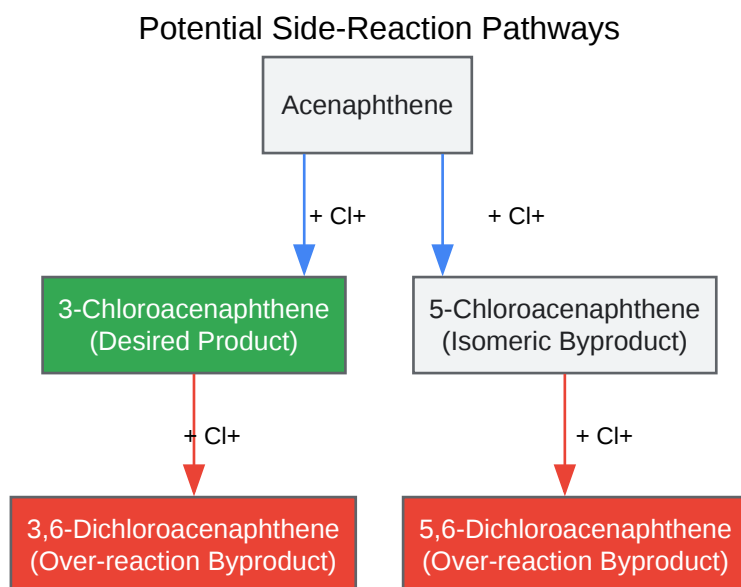 Potential Side-Reaction Pathways
Acenaphthene
+ Cl+
+ Cl+
3-Chloroacenaphthene
(Desired Product)
5-Chloroacenaphthene
(Isomeric Byproduct)
+ Cl+
+ Cl+
3,6-Dichloroacenaphthene
(Over-reaction Byproduct)
5,6-Dichloroacenaphthene
(Over-reaction Byproduct)